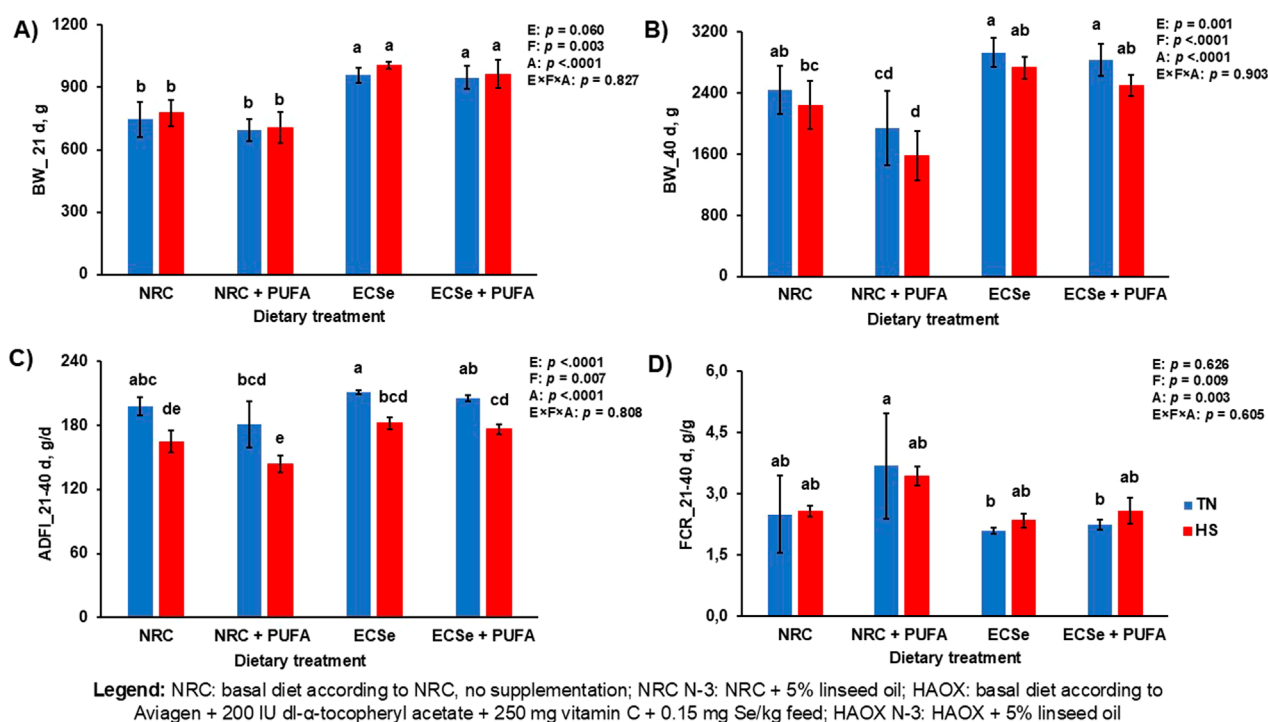 A)
1200
900
600
300
0
BW_ 21 d, g
b b b b a a a a
E: p = 0.060
F: p = 0.003
A: p <.0001
E×F×A: p = 0.827
NRC NRC + PUFA ECSe ECSe + PUFA
Dietary treatment
B)
3200
2400
1600
800
0
BW_40 d, g
ab bc cd d a ab a ab
E: p = 0.001
F: p <.0001
A: p <.0001
E×F×A: p = 0.903
NRC NRC + PUFA ECSe ECSe + PUFA
Dietary treatment
C)
240
180
120
60
0
ADFI_21-40 d, g/d
abc de bcd e a bcd ab cd
E: p <.0001
F: p = 0.007
A: p <.0001
E×F×A: p = 0.808
NRC NRC + PUFA ECSe ECSe + PUFA
Dietary treatment
D)
6,0
4,5
3,0
1,5
0,0
FCR_21-40 d, g/g
ab ab a ab b ab b ab
E: p = 0.626
F: p = 0.009
A: p = 0.003
E×F×A: p = 0.605
TN
HS
NRC NRC + PUFA ECSe ECSe + PUFA
Dietary treatment
Legend: NRC: basal diet according to NRC, no supplementation; NRC N-3: NRC + 5% linseed oil; HAOX: basal diet according to
Aviagen + 200 IU dl-α-tocopheryl acetate + 250 mg vitamin C + 0.15 mg Se/kg feed; HAOX N-3: HAOX + 5% linseed oil